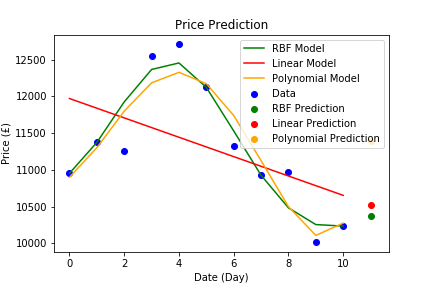 Price Prediction
Price (£)
12500
12000
11500
11000
10500
10000
RBF Model
Linear Model
Polynomial Model
Data
RBF Prediction
Linear Prediction
Polynomial Prediction
0 2 4 6 8 10
Date (Day)